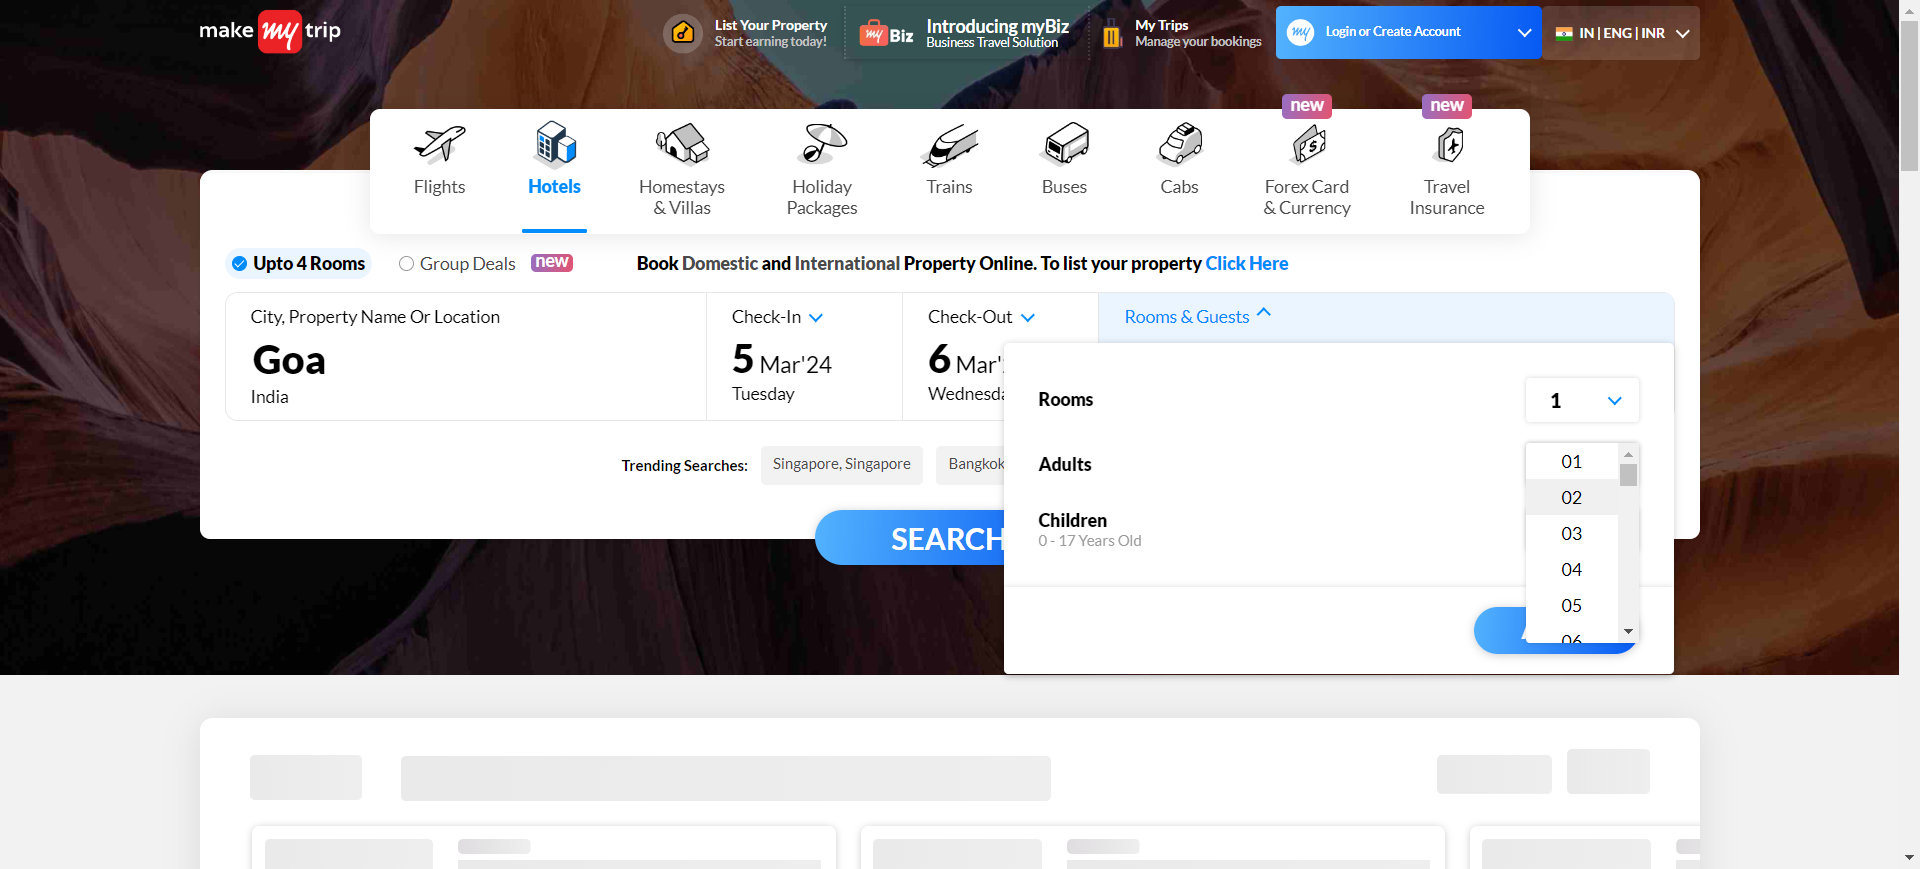 make my trip
List Your Property
Start earning today!
my Biz
Introducing myBiz
Business Travel Solution
My Trips
Manage your bookings
my
Login or Create Account
IN | ENG | INR
new
new
Flights
Hotels
Homestays
& Villas
Holiday
Packages
Trains
Buses
Cabs
Forex Card
& Currency
Travel
Insurance
Upto 4 Rooms
Group Deals
new
Book Domestic and International Property Online. To list your property Click Here
City, Property Name Or Location
Goa
India
Check-In
5 Mar'24
Tuesday
Check-Out
6 Mar'
Wednesda
Rooms & Guests
Rooms
1
Adults
01
02
03
04
05
06
Children
0 - 17 Years Old
Trending Searches:
Singapore, Singapore
Bangkok
SEARCH